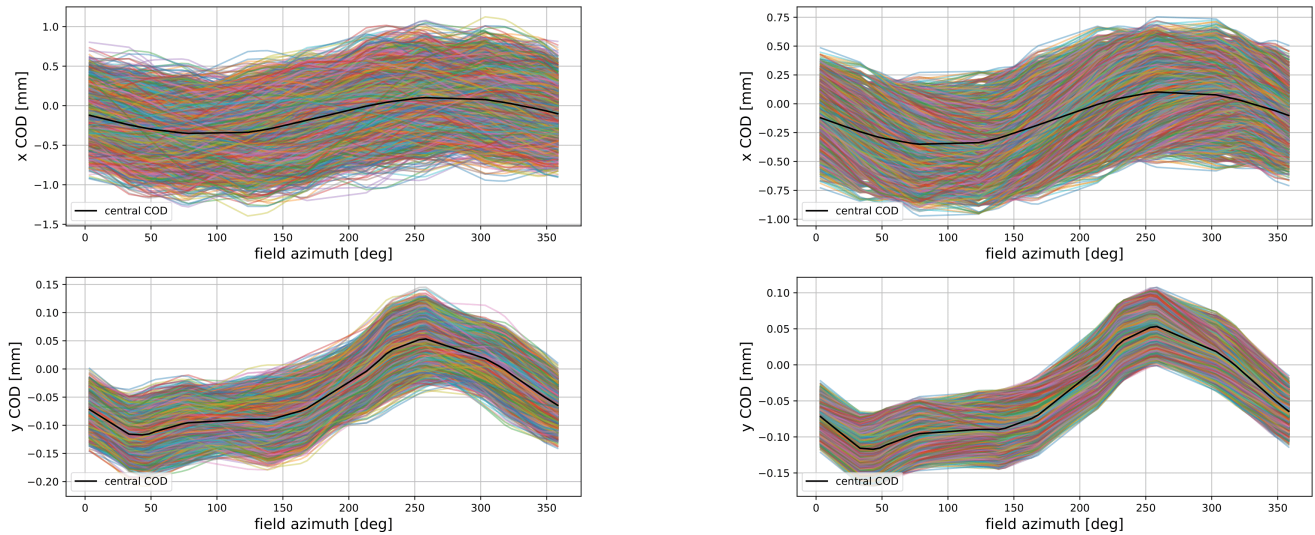 1.0
0.5
0.0
−0.5
−1.0
−1.5
x COD [mm]
central COD
0 50 100 150 200 250 300 350
field azimuth [deg]
0.75
0.50
0.25
0.00
−0.25
−0.50
−0.75
−1.00
x COD [mm]
central COD
0 50 100 150 200 250 300 350
field azimuth [deg]
0.15
0.10
0.05
0.00
−0.05
−0.10
−0.15
−0.20
y COD [mm]
central COD
0 50 100 150 200 250 300 350
field azimuth [deg]
0.10
0.05
0.00
−0.05
−0.10
−0.15
y COD [mm]
central COD
0 50 100 150 200 250 300 350
field azimuth [deg]